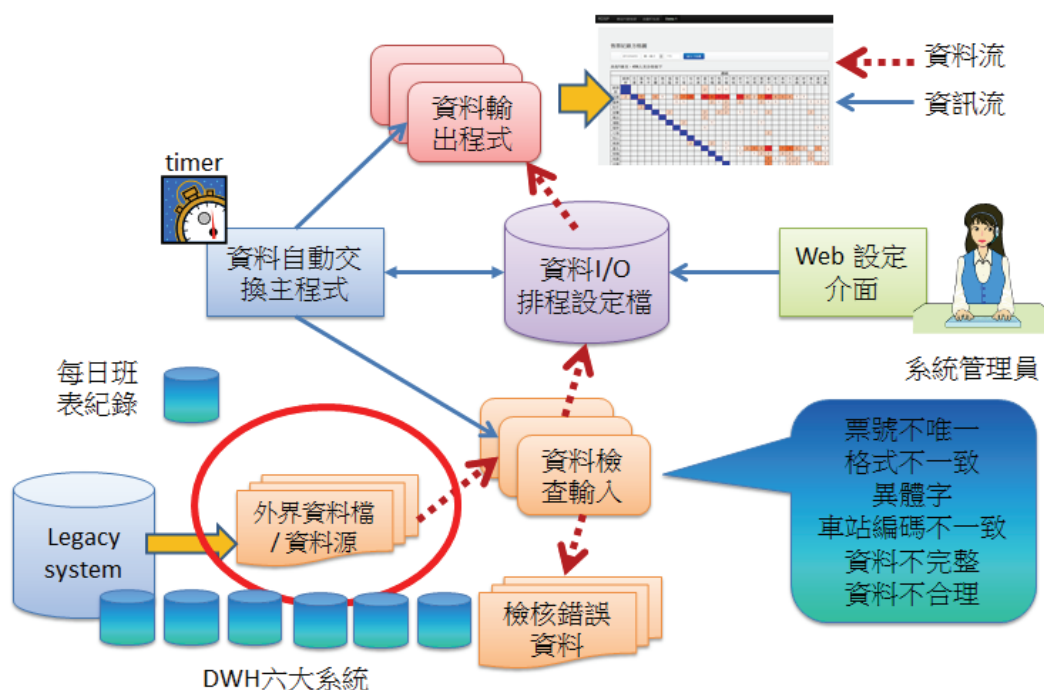 資料流
資訊流
資料輸
出程式
timer
資料自動交
換主程式
資料I/O
排程設定檔
Web 設定
介面
系統管理員
每日班
表紀錄
外界資料檔
/ 資料源
Legacy
system
資料檢
查輸入
票號不唯一
格式不一致
異體字
車站編碼不一致
資料不完整
資料不合理
檢核錯誤
資料
DWH六大系統